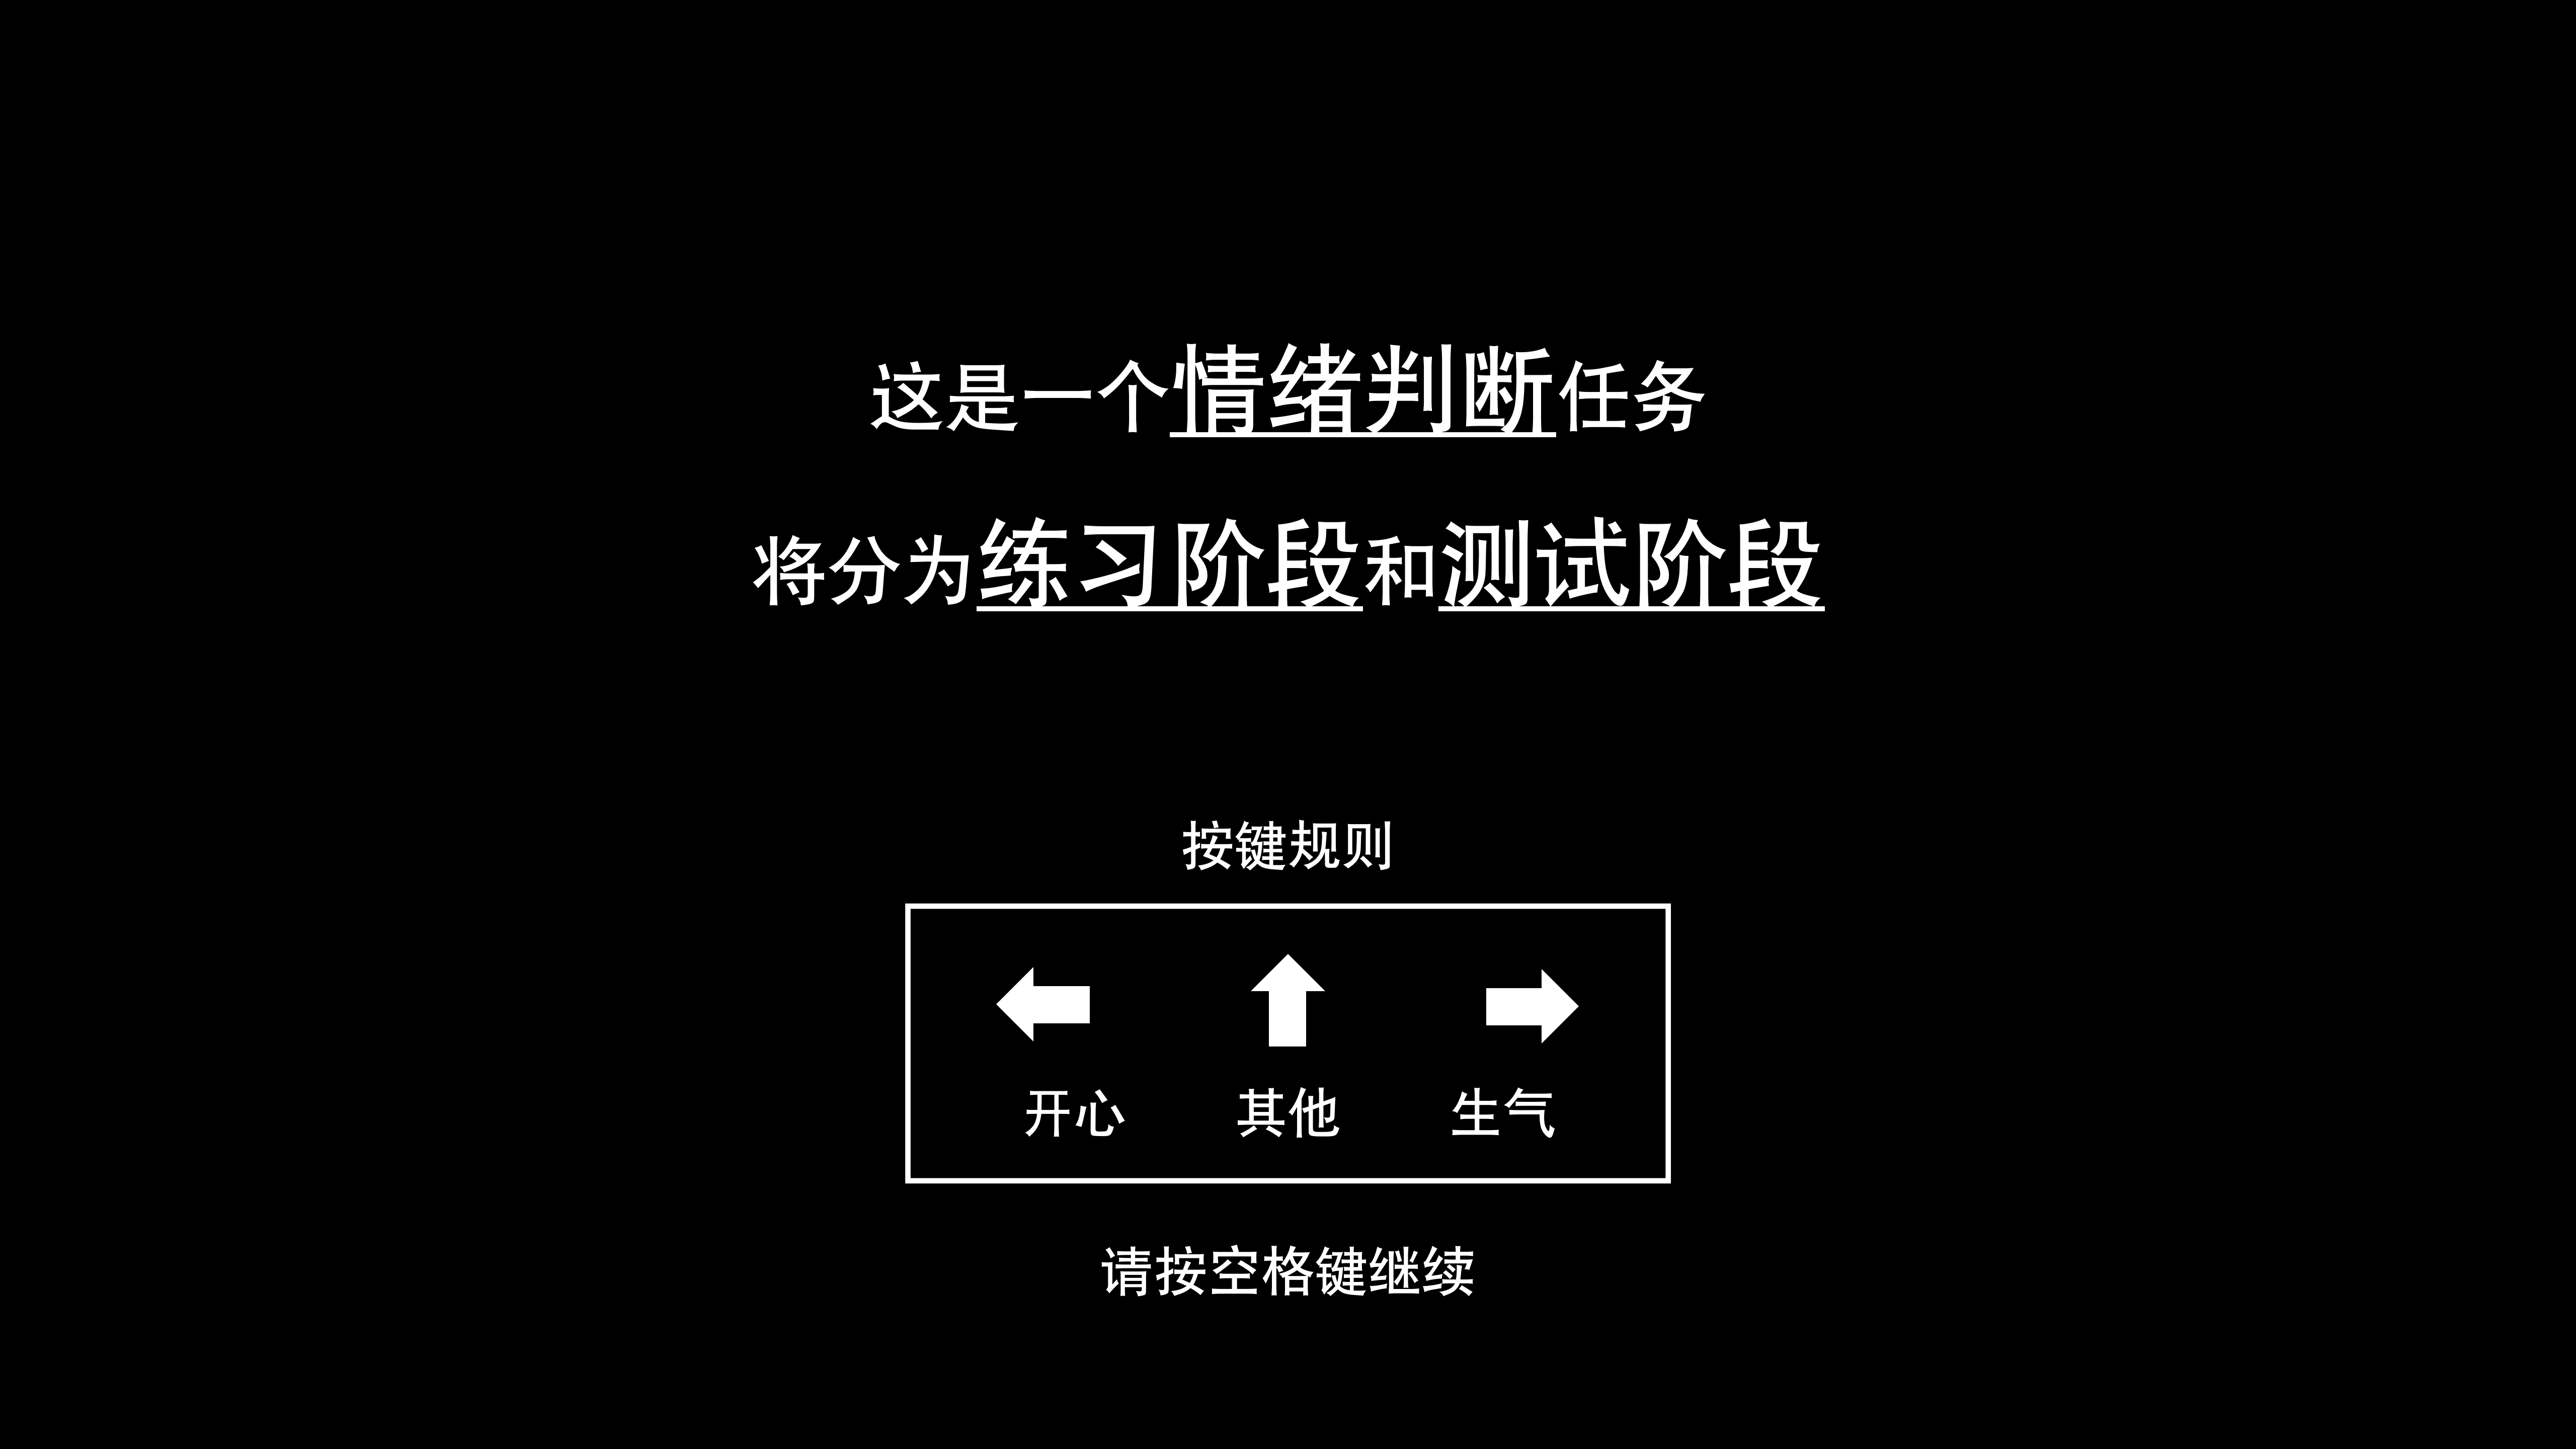 这是一个情绪判断任务
将分为练习阶段和测试阶段
按键规则
开心 其他 生气
请按空格键继续